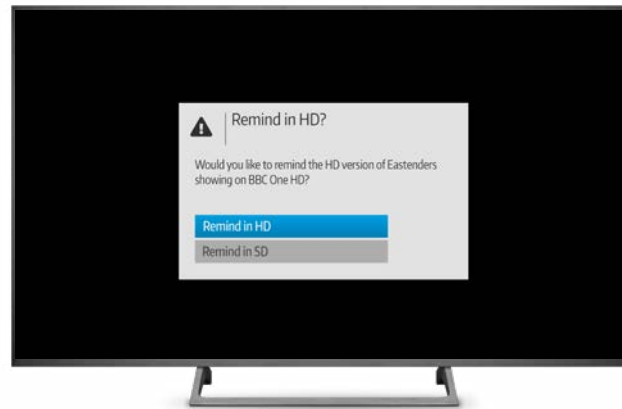 Remind in HD?
Would you like to remind the HD version of Eastenders
showing on BBC One HD?
Remind in HD
Remind in SD